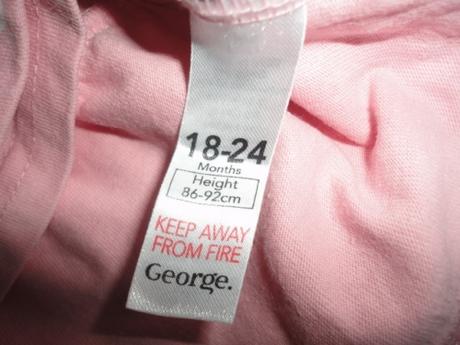 18-24
Months
Height
86-92cm
KEEP AWAY
FROM FIRE
George.